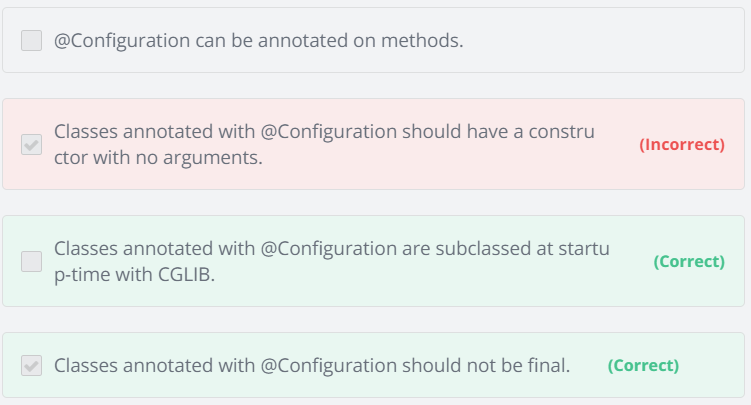 @Configuration can be annotated on methods.
Classes annotated with @Configuration should have a constru
ctor with no arguments.
(Incorrect)
Classes annotated with @Configuration are subclassed at startu
p-time with CGLIB.
(Correct)
Classes annotated with @Configuration should not be final.
(Correct)